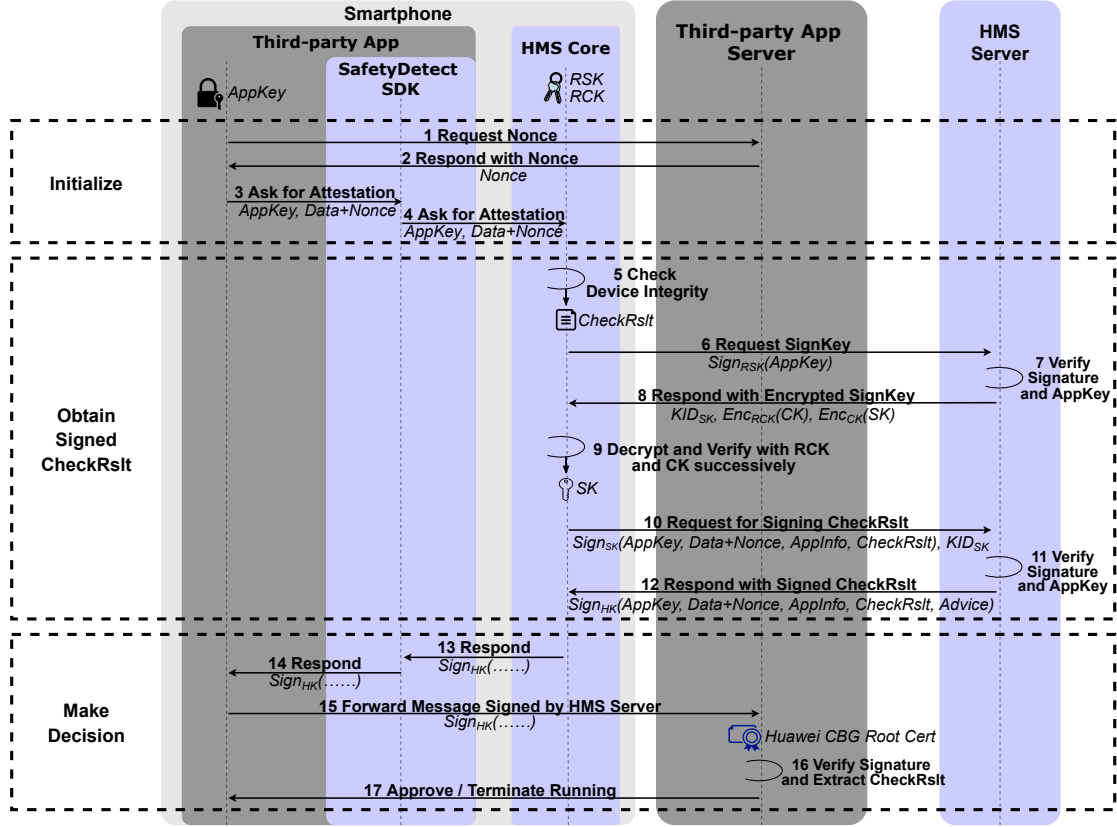 Smartphone
Third-party App
SafetyDetect
SDK
HMS Core
Third-party App
Server
HMS
Server
AppKey
RSK
RCK
Initialize
1 Request Nonce
2 Respond with Nonce
Nonce
3 Ask for Attestation
AppKey, Data+Nonce
4 Ask for Attestation
AppKey, Data+Nonce
Obtain
Signed
CheckRslt
5 Check
Device Integrity
CheckRslt
6 Request SignKey
SignRSK(AppKey)
7 Verify
Signature
and AppKey
8 Respond with Encrypted SignKey
KIDSK, EncRCK(CK), EncCK(SK)
9 Decrypt and Verify with RCK
and CK successively
SK
10 Request for Signing CheckRslt
SignSK(AppKey, Data+Nonce, AppInfo, CheckRslt), KIDSK
11 Verify
Signature
and AppKey
12 Respond with Signed CheckRslt
SignHK(AppKey, Data+Nonce, AppInfo, CheckRslt, Advice)
Make
Decision
13 Respond
SignHK(……)
14 Respond
SignHK(……)
15 Forward Message Signed by HMS Server
SignHK(……)
Huawei CBG Root Cert
16 Verify Signature
and Extract CheckRslt
17 Approve / Terminate Running